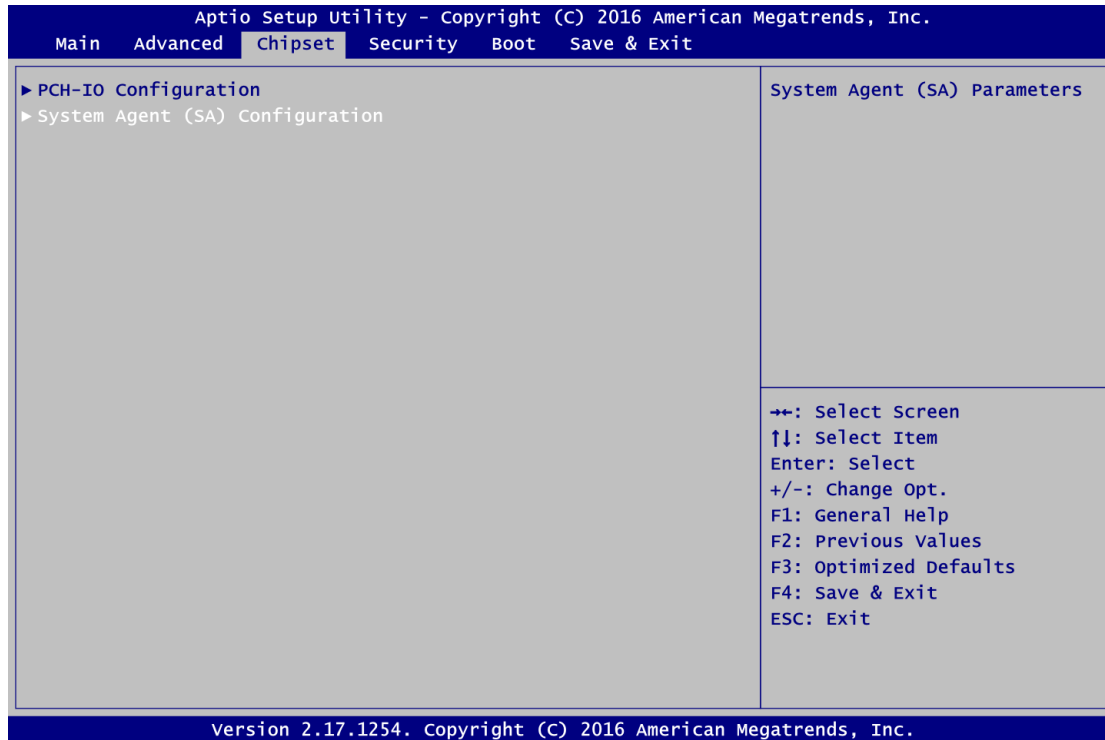 Aptio Setup Utility - Copyright (C) 2016 American Megatrends, Inc.
Main Advanced Chipset Security Boot Save & Exit
►PCH-IO Configuration
►System Agent (SA) Configuration
System Agent (SA) Parameters
→←: Select Screen
↑↓: Select Item
Enter: Select
+/-: Change Opt.
F1: General Help
F2: Previous Values
F3: Optimized Defaults
F4: Save & Exit
ESC: Exit
Version 2.17.1254. Copyright (C) 2016 American Megatrends, Inc.